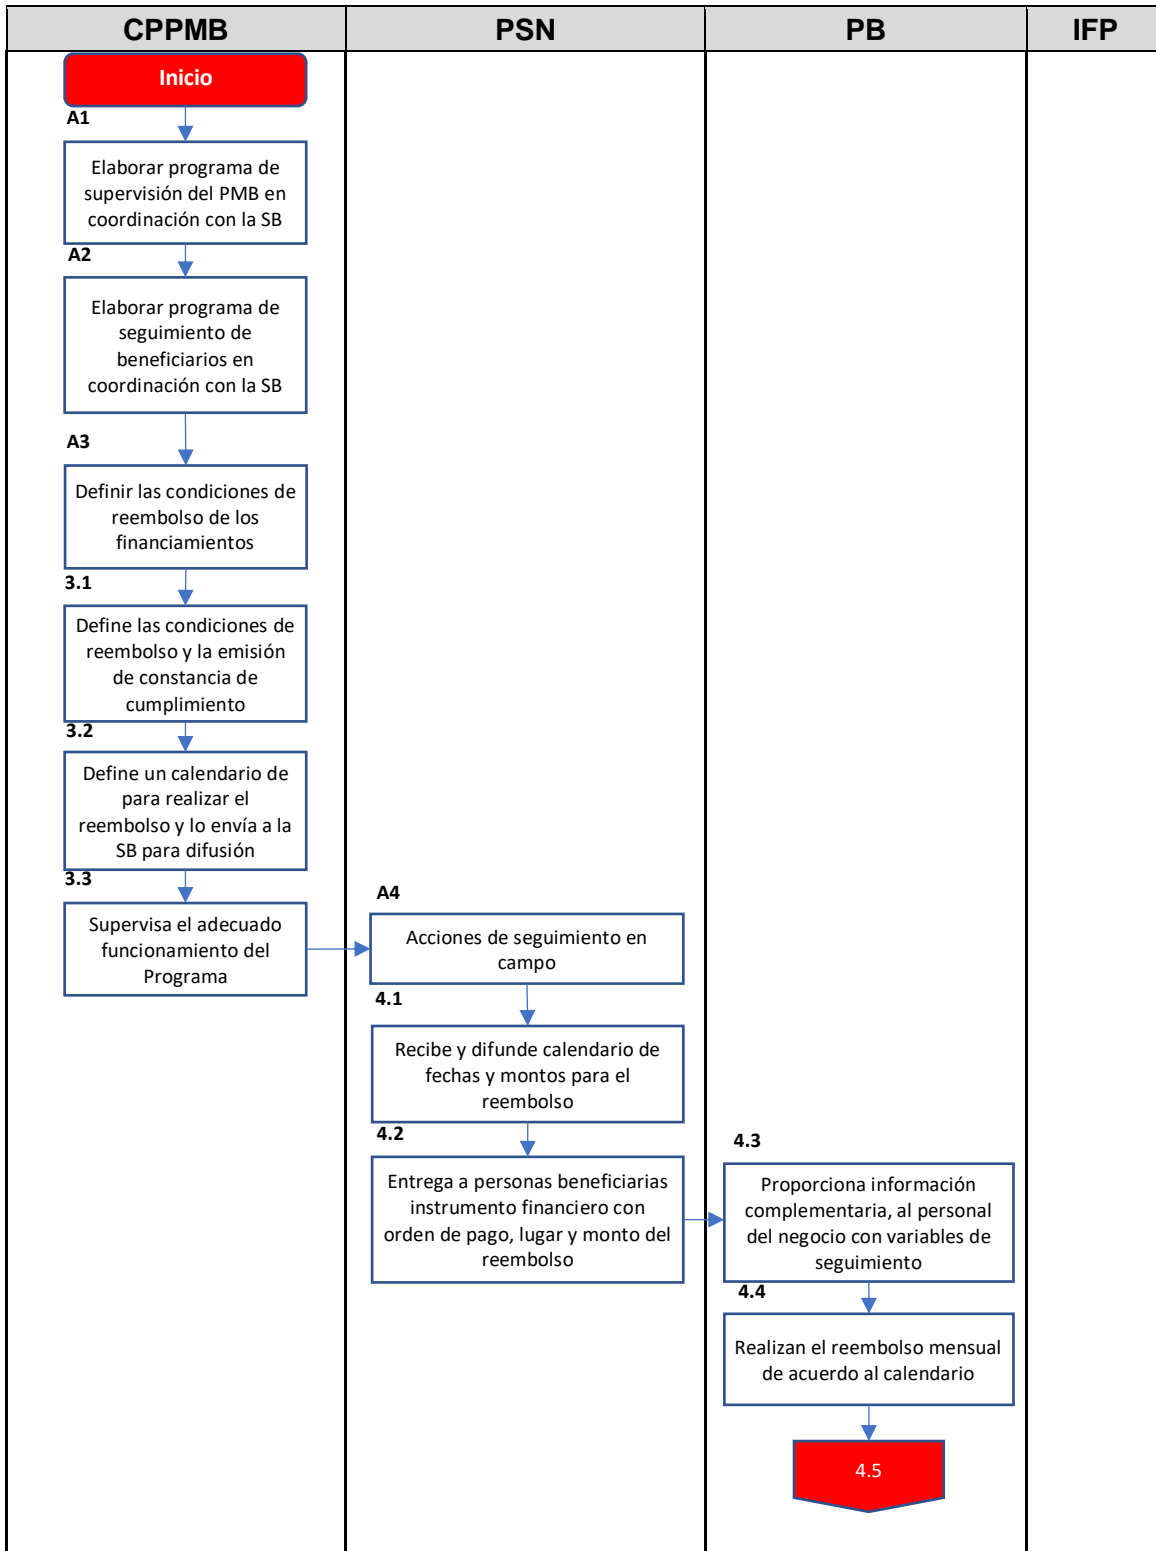 CPPMB
PSN
PB
IFP
Inicio
A1
Elaborar programa de
supervisión del PMB en
coordinación con la SB
A2
Elaborar programa de
seguimiento de
beneficiarios en
coordinación con la SB
A3
Definir las condiciones de
reembolso de los
financiamientos
3.1
Define las condiciones de
reembolso y la emisión
de constancia de
cumplimiento
3.2
Define un calendario de
para realizar el
reembolso y lo envía a la
SB para difusión
3.3
Supervisa el adecuado
funcionamiento del
Programa
A4
Acciones de seguimiento en
campo
4.1
Recibe y difunde calendario de
fechas y montos para el
reembolso
4.2
Entrega a personas beneficiarias
instrumento financiero con
orden de pago, lugar y monto del
reembolso
4.3
Proporciona información
complementaria, al personal
del negocio con variables de
seguimiento
4.4
Realizan el reembolso mensual
de acuerdo al calendario
4.5